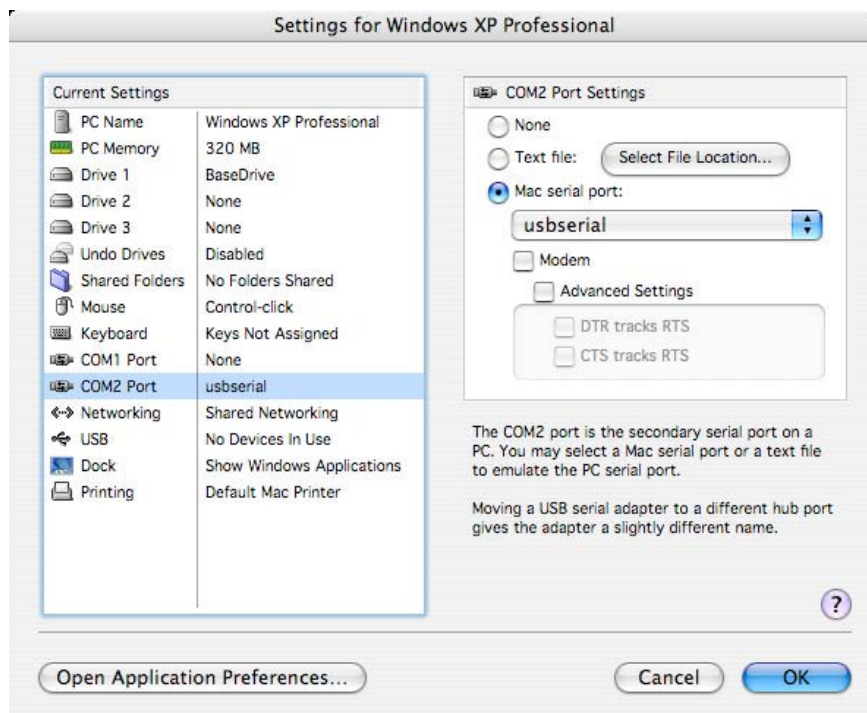 Settings for Windows XP Professional
Current Settings
PC Name Windows XP Professional
PC Memory 320 MB
Drive 1 BaseDrive
Drive 2 None
Drive 3 None
Undo Drives Disabled
Shared Folders No Folders Shared
Mouse Control-click
Keyboard Keys Not Assigned
COM1 Port None
COM2 Port usbserial
Networking Shared Networking
USB No Devices In Use
Dock Show Windows Applications
Printing Default Mac Printer
COM2 Port Settings
None
Text file: Select File Location...
Mac serial port:
usbserial
Modem
Advanced Settings
DTR tracks RTS
CTS tracks RTS
The COM2 port is the secondary serial port on a
PC. You may select a Mac serial port or a text file
to emulate the PC serial port.
Moving a USB serial adapter to a different hub port
gives the adapter a slightly different name.
?
Open Application Preferences... Cancel OK